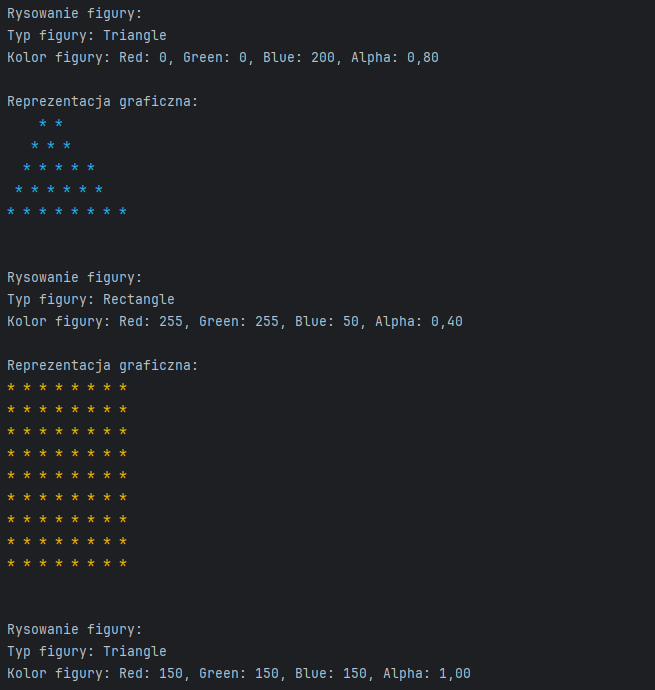 Rysowanie figury:
Typ figury: Triangle
Kolor figury: Red: 0, Green: 0, Blue: 200, Alpha: 0,80
Reprezentacja graficzna:
    * *
   * * *
  * * * * *
 * * * * * *
* * * * * * * *
Rysowanie figury:
Typ figury: Rectangle
Kolor figury: Red: 255, Green: 255, Blue: 50, Alpha: 0,40
Reprezentacja graficzna:
* * * * * * * *
* * * * * * * *
* * * * * * * *
* * * * * * * *
* * * * * * * *
* * * * * * * *
* * * * * * * *
* * * * * * * *
* * * * * * * *
Rysowanie figury:
Typ figury: Triangle
Kolor figury: Red: 150, Green: 150, Blue: 150, Alpha: 1,00